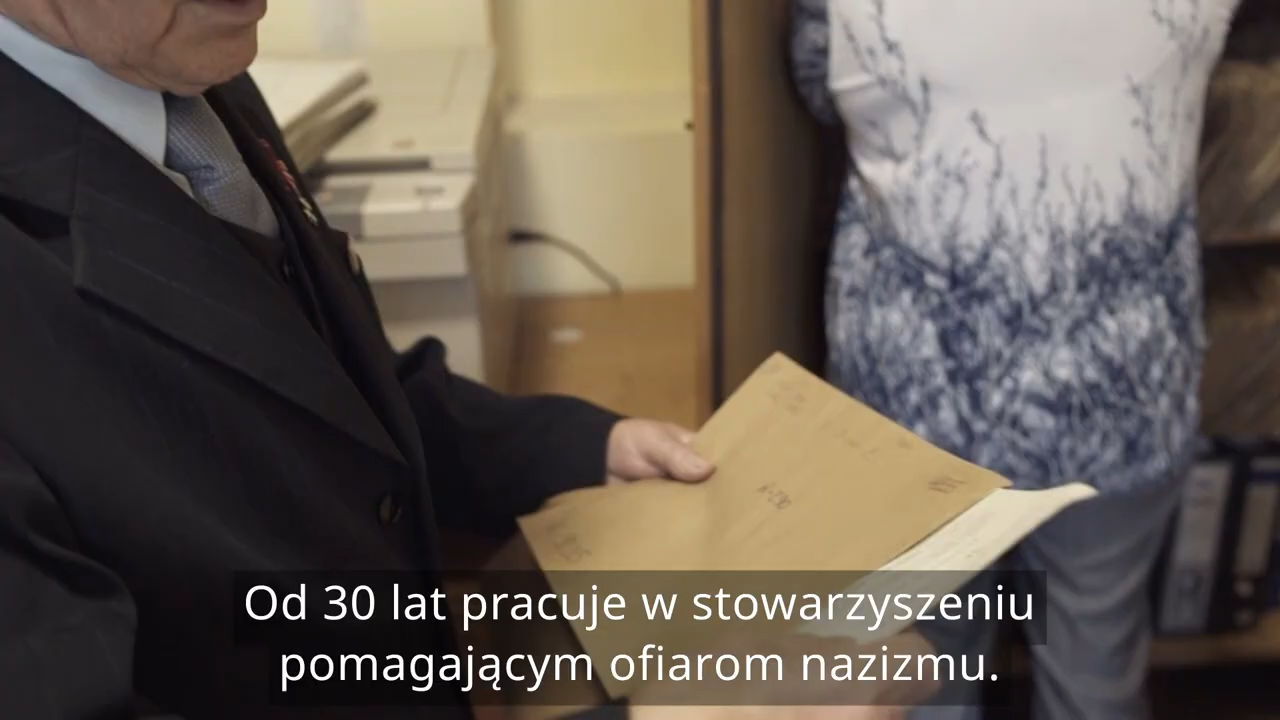 Od 30 lat pracuje w stowarzyszeniu
pomagającym ofiarom nazizmu.